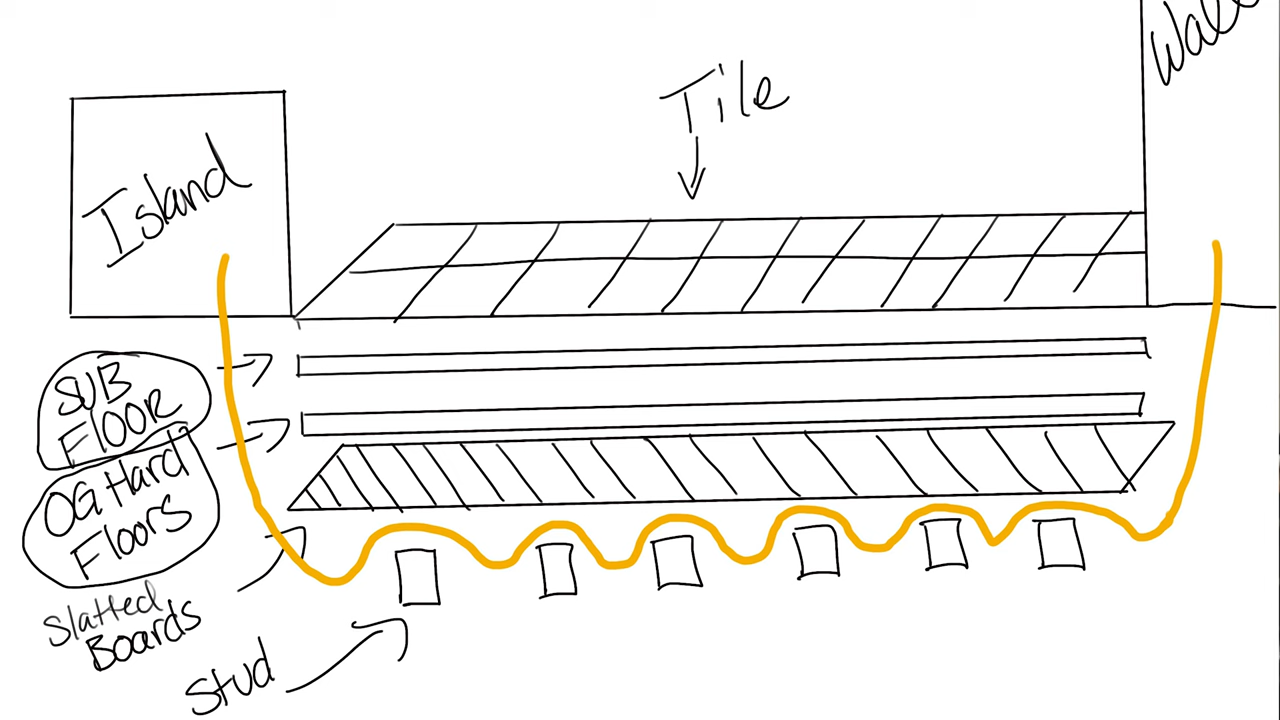 Wall
Tile
Island
SUB
FLOOR
OG Hard
Floors
Slatted
Boards
Stud